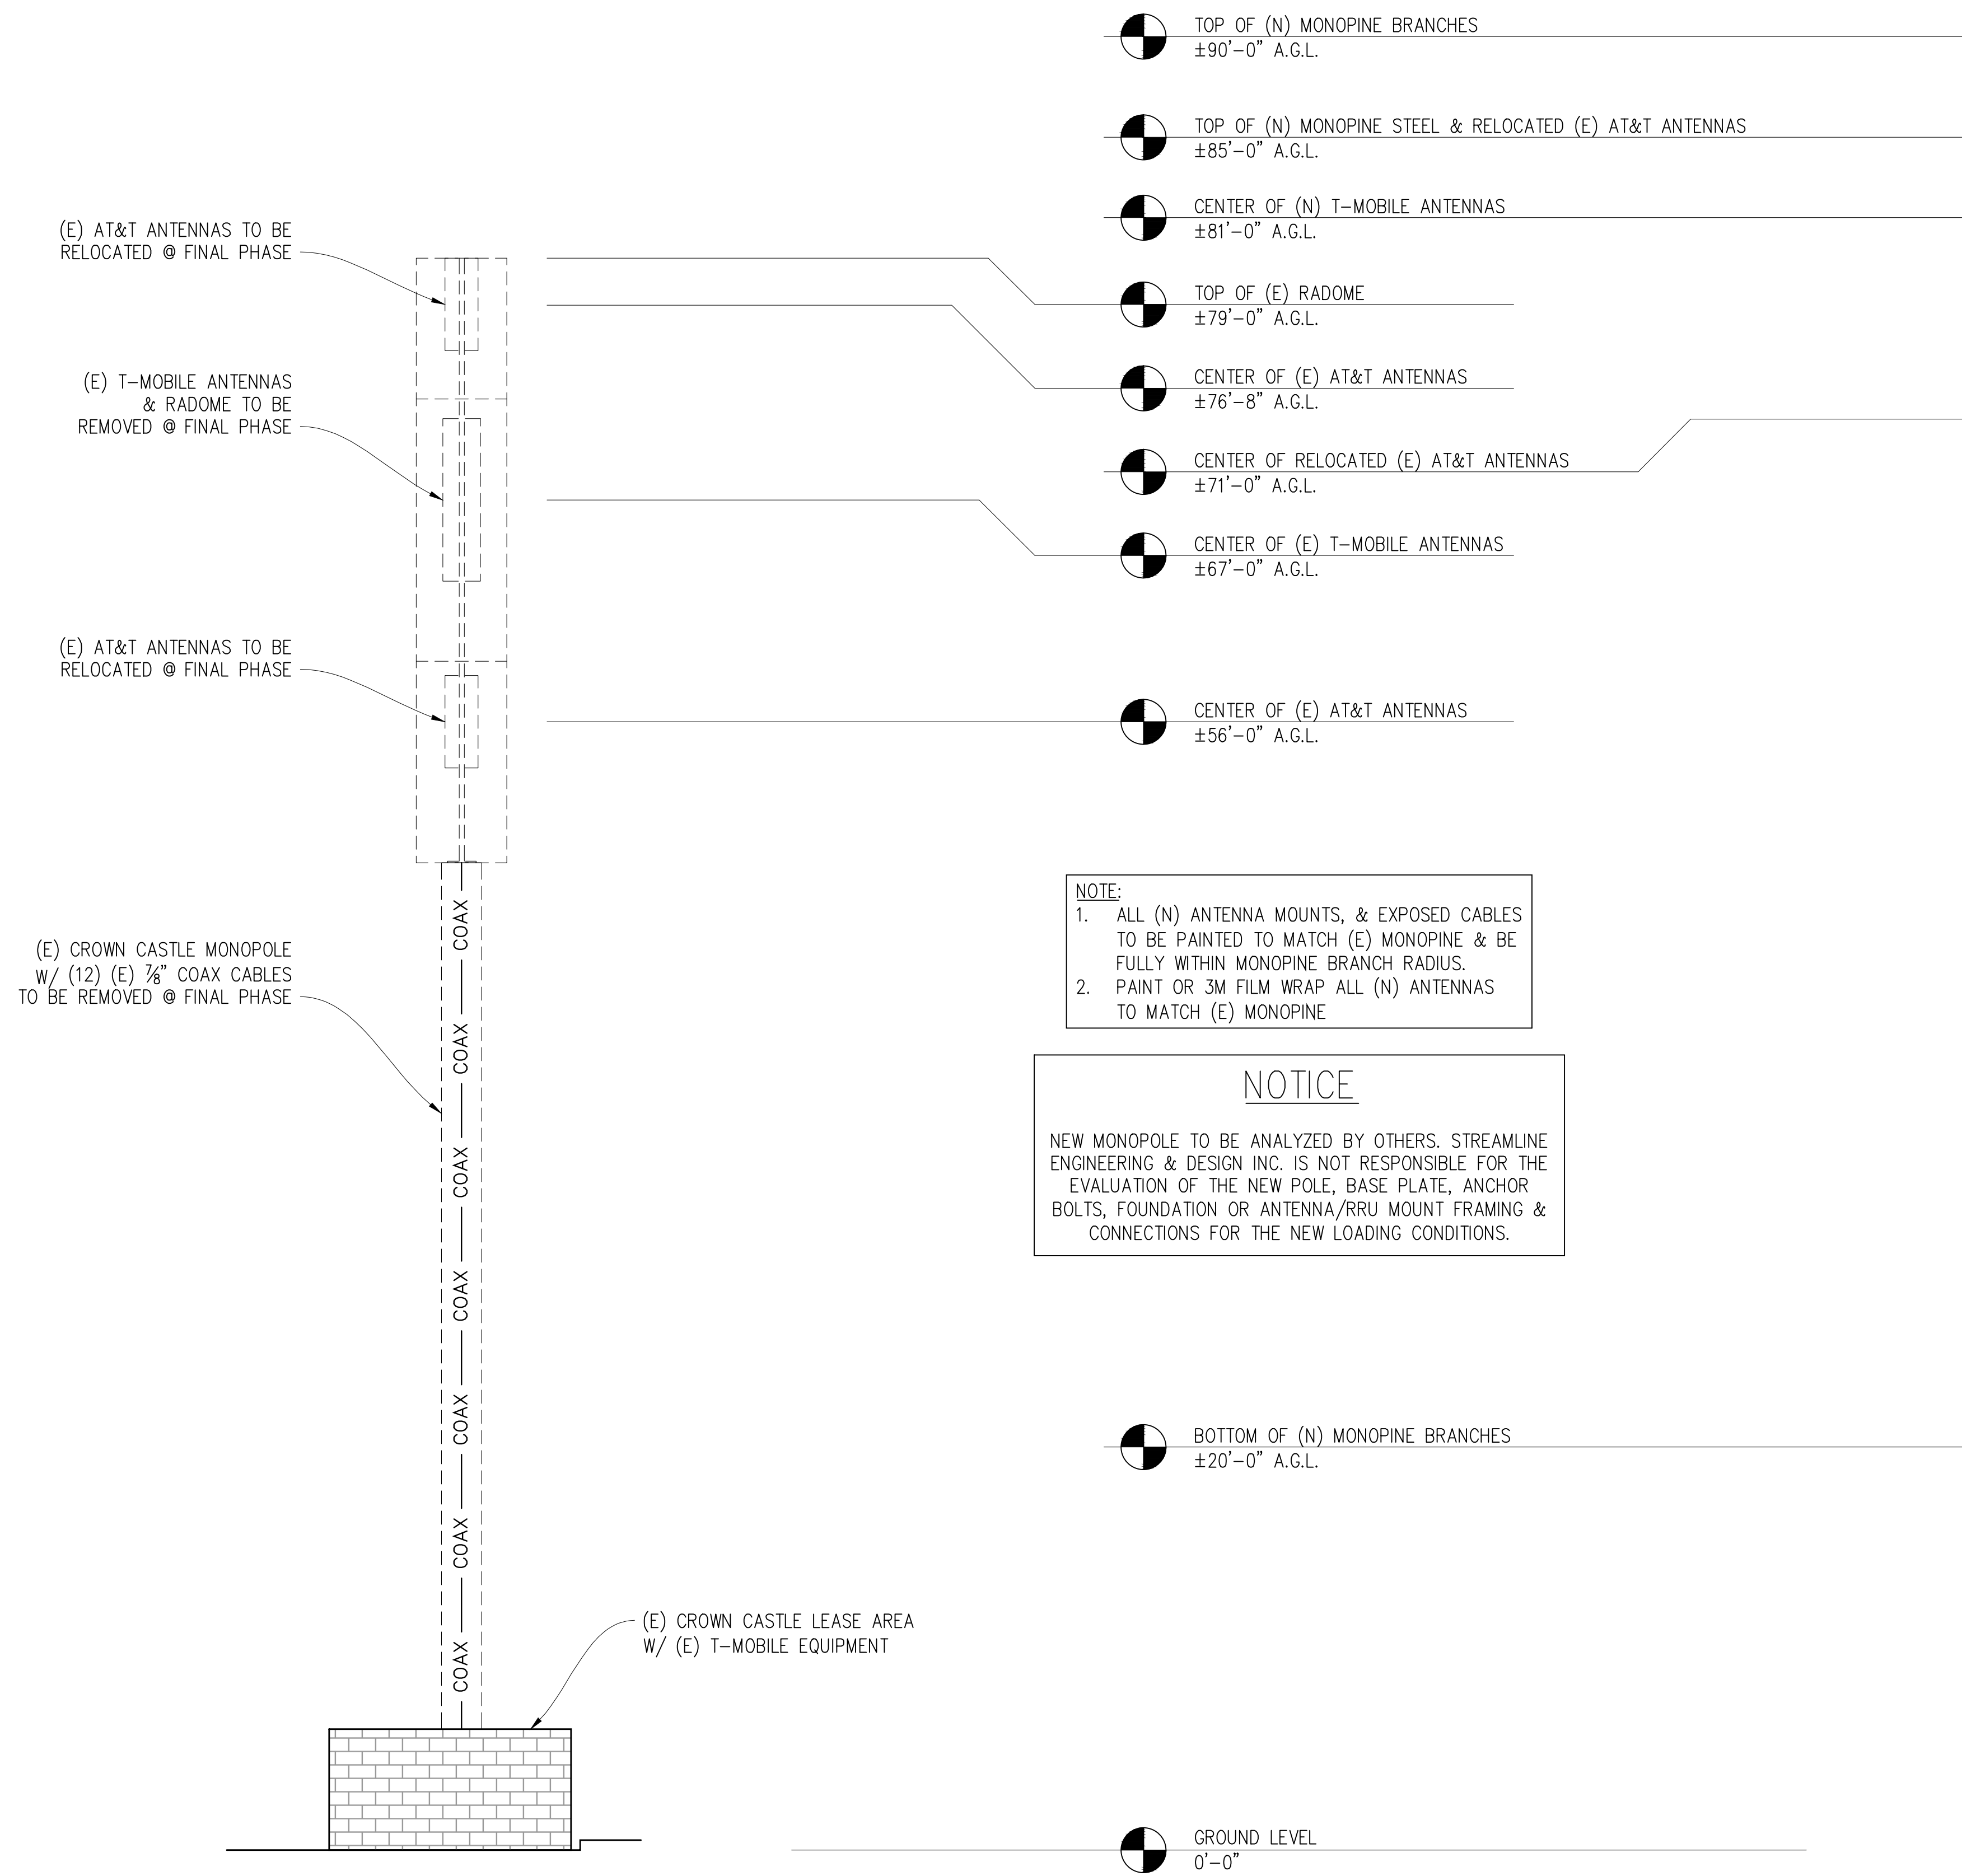 TOP OF (N) MONOPINE BRANCHES
±90'-0" A.G.L.
TOP OF (N) MONOPINE STEEL & RELOCATED (E) AT&T ANTENNAS
±85'-0" A.G.L.
CENTER OF (N) T-MOBILE ANTENNAS
±81'-0" A.G.L.
(E) AT&T ANTENNAS TO BE
RELOCATED @ FINAL PHASE
TOP OF (E) RADOME
±79'-0" A.G.L.
(E) T-MOBILE ANTENNAS
& RADOME TO BE
REMOVED @ FINAL PHASE
CENTER OF (E) AT&T ANTENNAS
±76'-8" A.G.L.
CENTER OF RELOCATED (E) AT&T ANTENNAS
±71'-0" A.G.L.
CENTER OF (E) T-MOBILE ANTENNAS
±67'-0" A.G.L.
(E) AT&T ANTENNAS TO BE
RELOCATED @ FINAL PHASE
CENTER OF (E) AT&T ANTENNAS
±56'-0" A.G.L.
NOTE:
1. ALL (N) ANTENNA MOUNTS, & EXPOSED CABLES
TO BE PAINTED TO MATCH (E) MONOPINE & BE
FULLY WITHIN MONOPINE BRANCH RADIUS.
2. PAINT OR 3M FILM WRAP ALL (N) ANTENNAS
TO MATCH (E) MONOPINE
(E) CROWN CASTLE MONOPOLE
W/ (12) (E) ⅞" COAX CABLES
TO BE REMOVED @ FINAL PHASE
COAX
COAX
COAX
COAX
COAX
COAX
COAX
NOTICE
NEW MONOPOLE TO BE ANALYZED BY OTHERS. STREAMLINE
ENGINEERING & DESIGN INC. IS NOT RESPONSIBLE FOR THE
EVALUATION OF THE NEW POLE, BASE PLATE, ANCHOR
BOLTS, FOUNDATION OR ANTENNA/RRU MOUNT FRAMING &
CONNECTIONS FOR THE NEW LOADING CONDITIONS.
BOTTOM OF (N) MONOPINE BRANCHES
±20'-0" A.G.L.
(E) CROWN CASTLE LEASE AREA
W/ (E) T-MOBILE EQUIPMENT
GROUND LEVEL
0'-0"